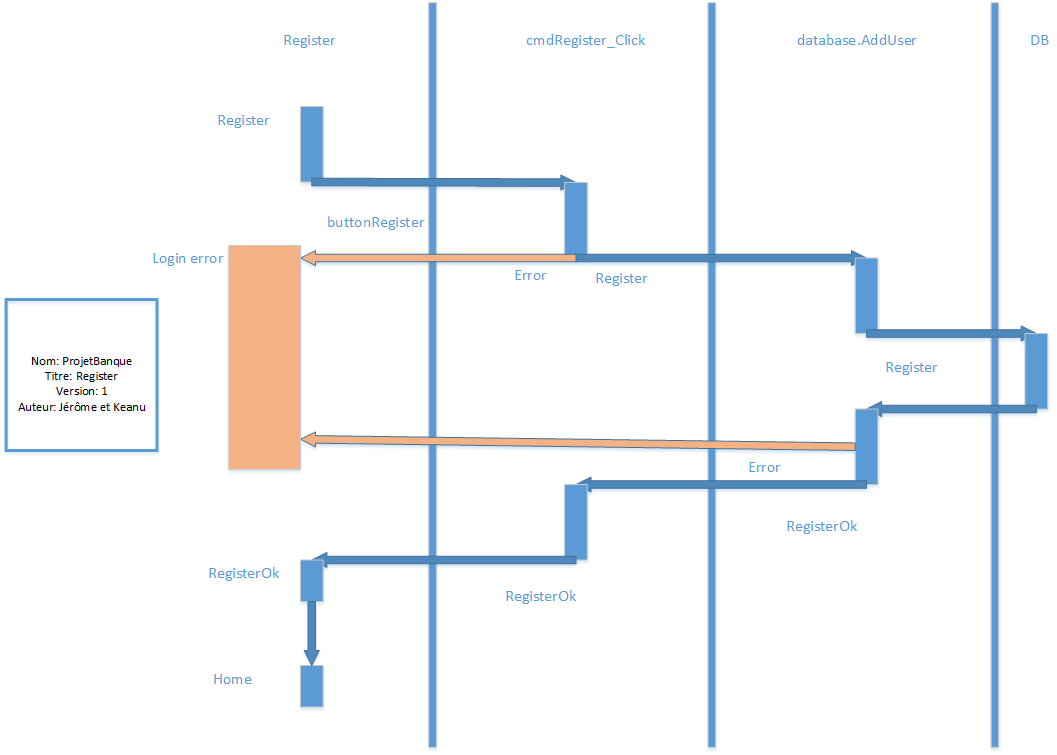 Register
cmdRegister_Click
database.AddUser
DB
Register
buttonRegister
Login error
Error
Register
Nom: ProjetBanque
Titre: Register
Version: 1
Auteur: Jérôme et Keanu
Register
Error
RegisterOk
RegisterOk
RegisterOk
Home